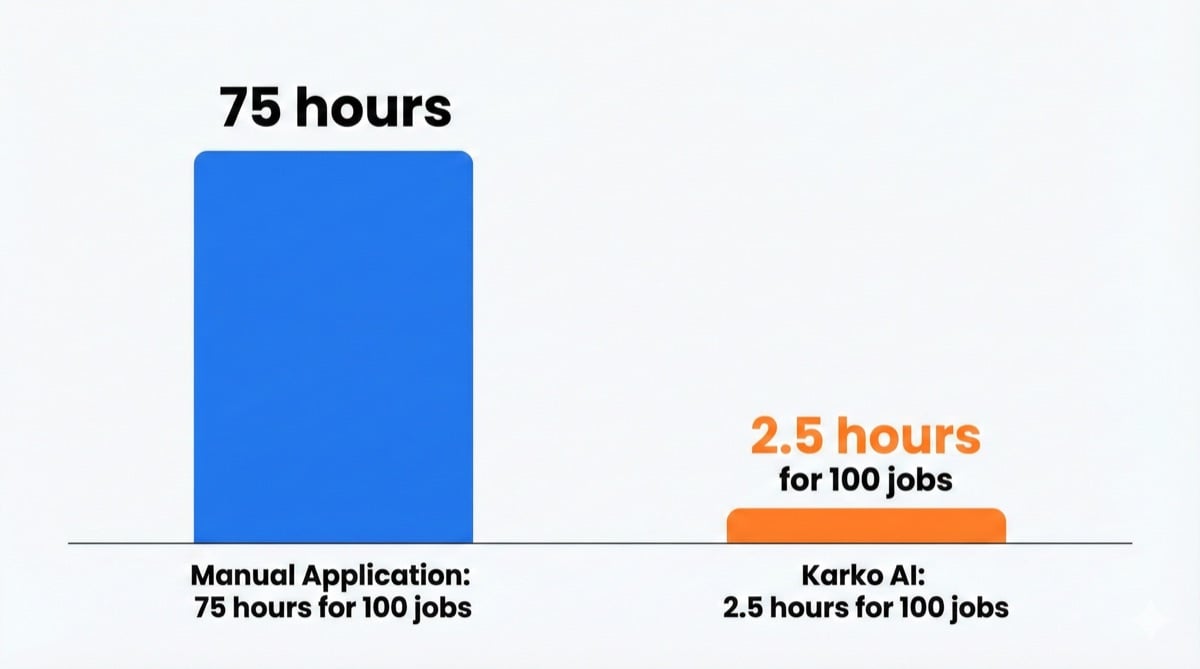 75 hours
2.5 hours
for 100 jobs
Manual Application:
75 hours for 100 jobs
Karko AI:
2.5 hours for 100 jobs